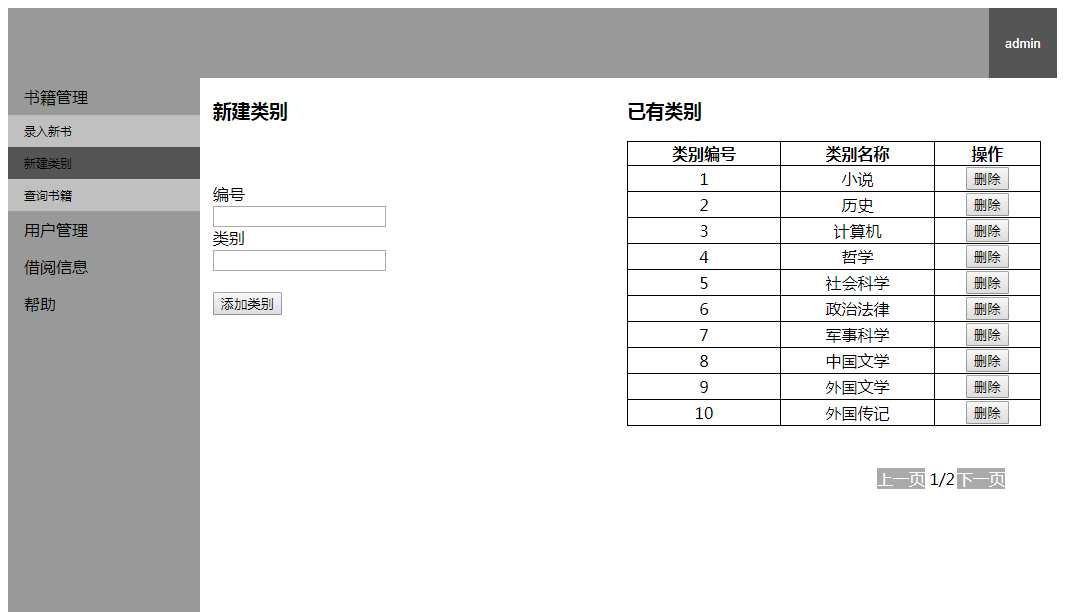 admin
书籍管理
录入新书
新建类别
查询书籍
用户管理
借阅信息
帮助
新建类别
编号
类别
添加类别
已有类别
类别编号 类别名称 操作
1 小说 删除
2 历史 删除
3 计算机 删除
4 哲学 删除
5 社会科学 删除
6 政治法律 删除
7 军事科学 删除
8 中国文学 删除
9 外国文学 删除
10 外国传记 删除
上一页 1/2 下一页